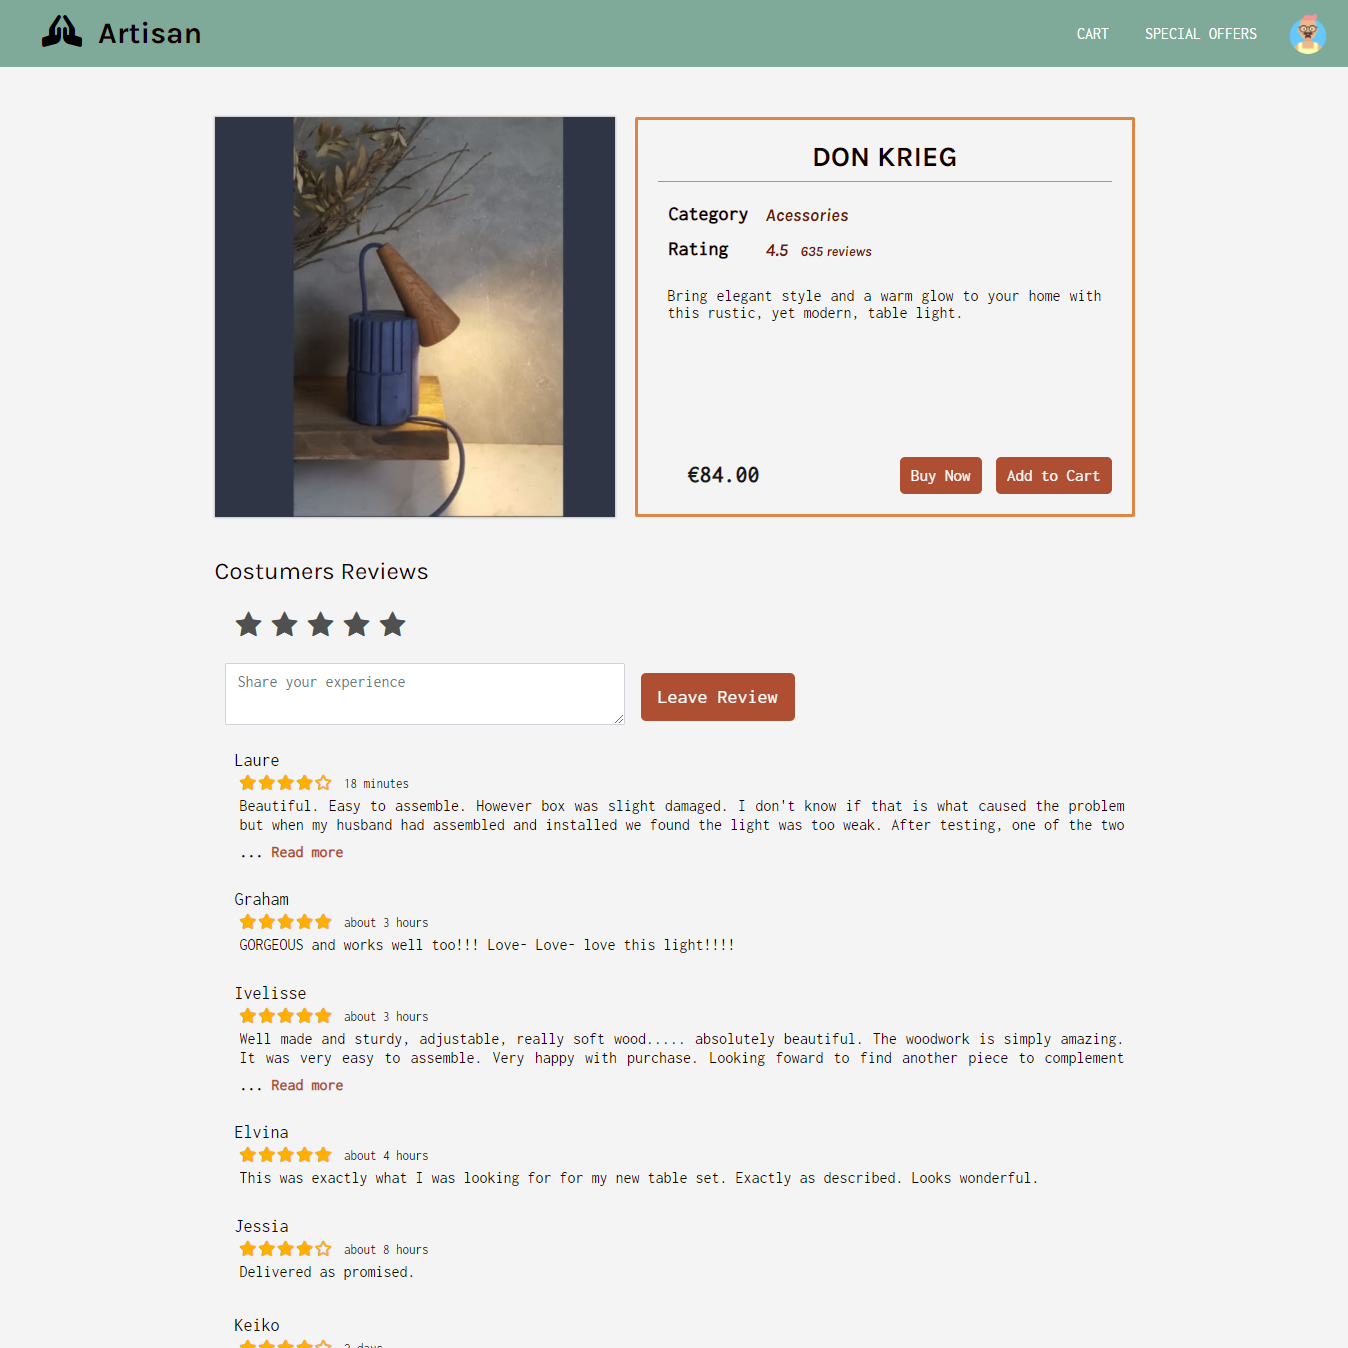 Artisan
CART
SPECIAL OFFERS
DON KRIEG
Category Acessories
Rating 4.5 635 reviews
Bring elegant style and a warm glow to your home with
this rustic, yet modern, table light.
€84.00
Buy Now
Add to Cart
Costumers Reviews
Share your experience
Leave Review
Laure
18 minutes
Beautiful. Easy to assemble. However box was slight damaged. I don't know if that is what caused the problem
but when my husband had assembled and installed we found the light was too weak. After testing, one of the two
... Read more
Graham
about 3 hours
GORGEOUS and works well too!!! Love- Love- love this light!!!!
Ivelisse
about 3 hours
Well made and sturdy, adjustable, really soft wood..... absolutely beautiful. The woodwork is simply amazing.
It was very easy to assemble. Very happy with purchase. Looking foward to find another piece to complement
... Read more
Elvina
about 4 hours
This was exactly what I was looking for for my new table set. Exactly as described. Looks wonderful.
Jessia
about 8 hours
Delivered as promised.
Keiko
2 days